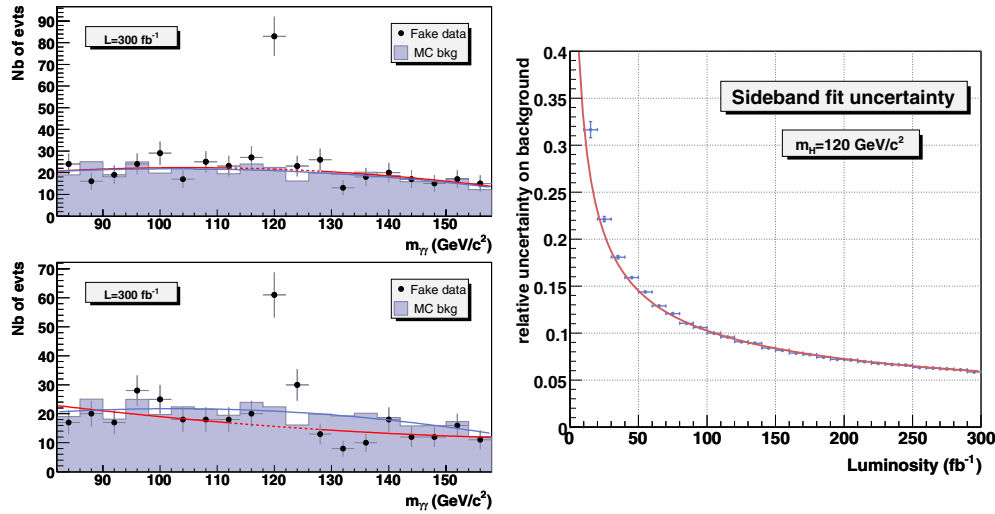 Nb of evts
90
80
70
60
50
40
30
20
10
0
L=300 fb⁻¹
Fake data
MC bkg
90 100 110 120 130 140 150
mγγ (GeV/c²)
Nb of evts
70
60
50
40
30
20
10
0
L=300 fb⁻¹
Fake data
MC bkg
90 100 110 120 130 140 150
mγγ (GeV/c²)
relative uncertainty on background
0.4
0.35
0.3
0.25
0.2
0.15
0.1
0.05
0
Sideband fit uncertainty
m_H=120 GeV/c²
0 50 100 150 200 250 300
Luminosity (fb⁻¹)